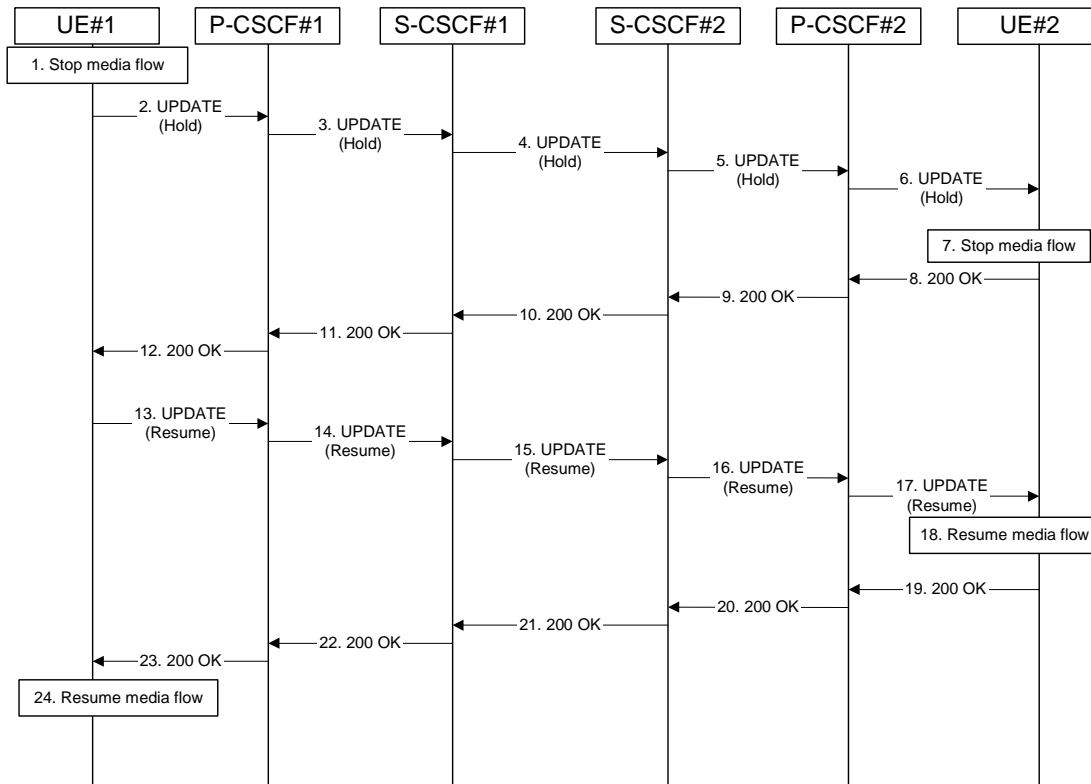 UE#1
P-CSCF#1
S-CSCF#1
S-CSCF#2
P-CSCF#2
UE#2
1. Stop media flow
2. UPDATE
(Hold)
3. UPDATE
(Hold)
4. UPDATE
(Hold)
5. UPDATE
(Hold)
6. UPDATE
(Hold)
7. Stop media flow
8. 200 OK
9. 200 OK
10. 200 OK
11. 200 OK
12. 200 OK
13. UPDATE
(Resume)
14. UPDATE
(Resume)
15. UPDATE
(Resume)
16. UPDATE
(Resume)
17. UPDATE
(Resume)
18. Resume media flow
19. 200 OK
20. 200 OK
21. 200 OK
22. 200 OK
23. 200 OK
24. Resume media flow